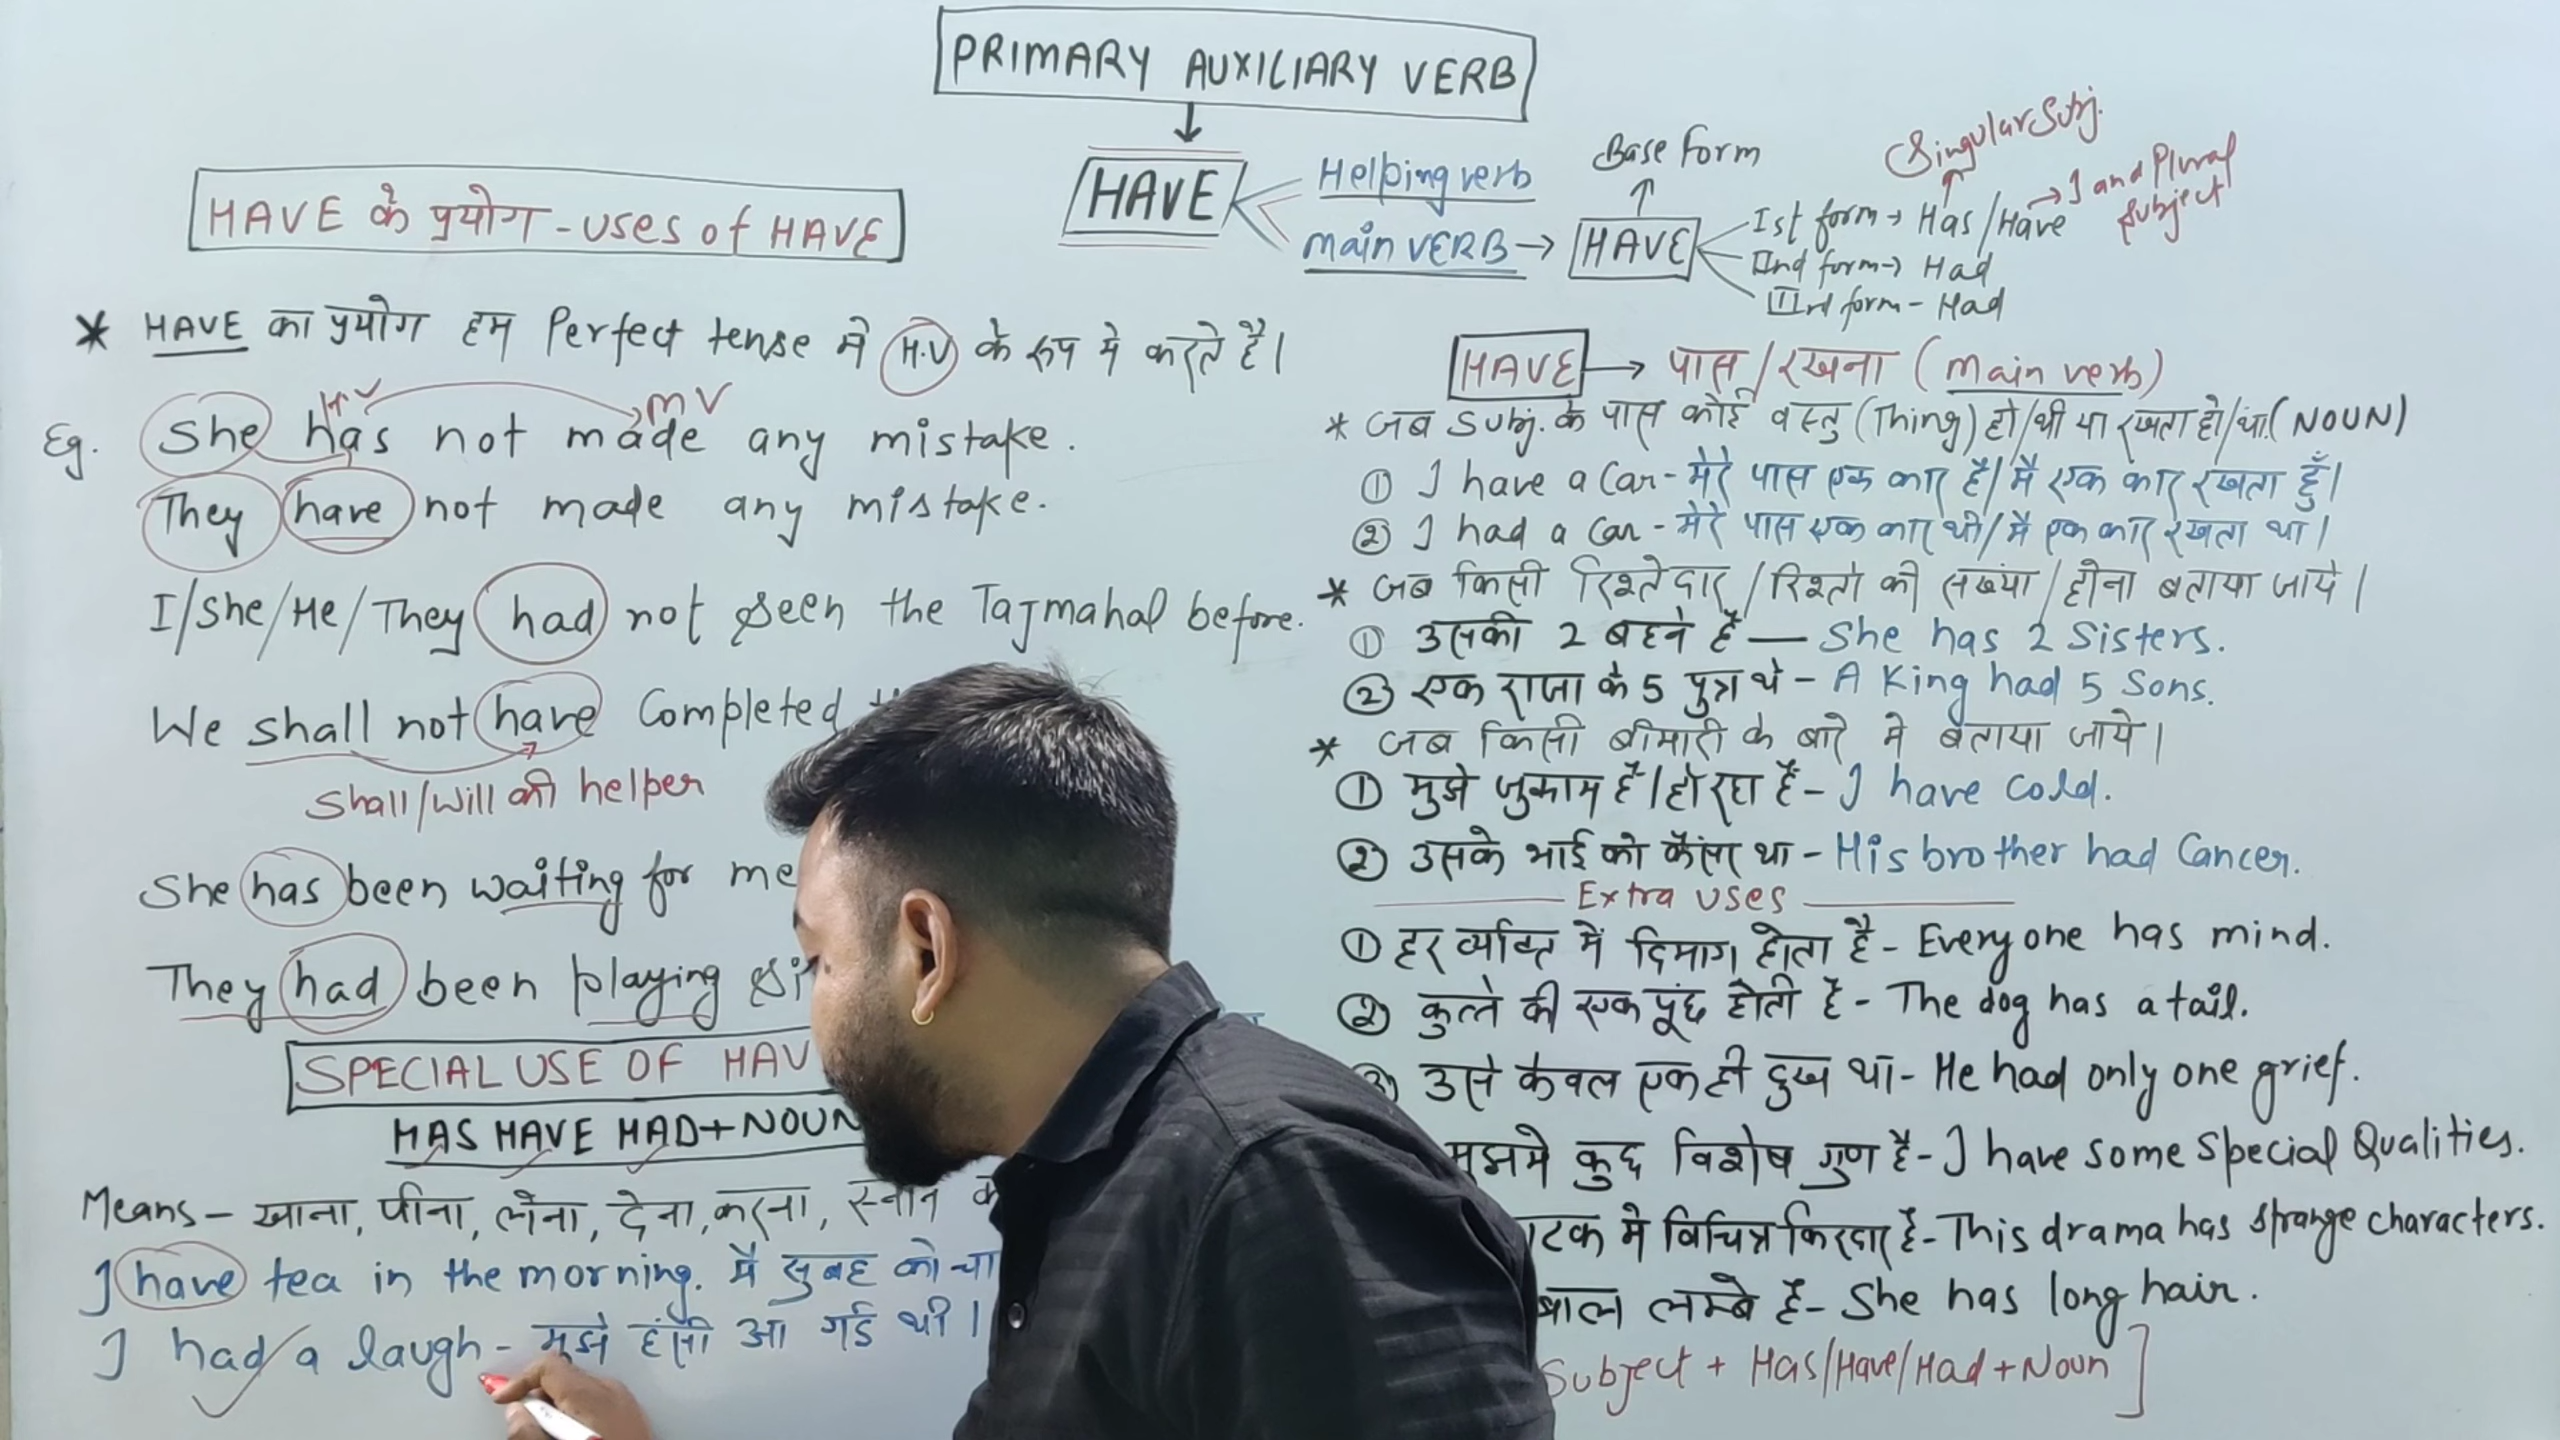 PRIMARY AUXILIARY VERB
HAVE
Helping verb
main VERB → HAVE
Base form
Singular Subj.
Ist form → Has/Have → I and Plural Subject
IInd form → Had
IIIrd form - Had
HAVE के प्रयोग - uses of HAVE
* HAVE का प्रयोग हम Perfect tense मे H.V के रूप मे करते है।
H.V MV
Eg. She has not made any mistake.
They have not made any mistake.
I/She/He/They had not seen the Tajmahal before.
We shall not have Completed
Shall/will की helper
She has been waiting for me
They had been playing
SPECIAL USE OF HAV
HAS HAVE HAD+NOUN
Means - खाना, पीना, लेना, देना, करना, स्नान
I have tea in the morning. मै सुबह को चा
I had a laugh - मुझे हंसी आ गई थी।
HAVE → पास/रखना (main verb)
* जब Subj. के पास कोई वस्तु (Thing) हो/थी या रखता हो/था (NOUN)
① I have a Car - मेरे पास एक कार है/मै एक कार रखता हूँ।
② I had a Car - मेरे पास एक कार थी/मै एक कार रखता था।
* जब किसी रिश्तेदार/रिश्तो की सख्यां/होना बताया जाये।
① उसकी 2 बहने है — She has 2 Sisters.
② एक राजा के 5 पुत्र थे - A King had 5 Sons.
* जब किसी बीमारी के बारे मे बताया जाये।
① मुझे जुकाम है/हो रहा है - I have cold.
② उसके भाई को कैंसर था - His brother had Cancer.
Extra uses
① हर व्यक्ति में दिमाग होता है - Everyone has mind.
② कुत्ते की एक पूंछ होती है - The dog has a tail.
③ उसे केवल एक ही दुख था - He had only one grief.
मुझमे कुछ विशेष गुण है - I have some Special Qualities.
टक मे विचित्र किरदार है - This drama has strange characters.
बाल लम्बे है - She has long hair.
Subject + Has/Have/Had + Noun]